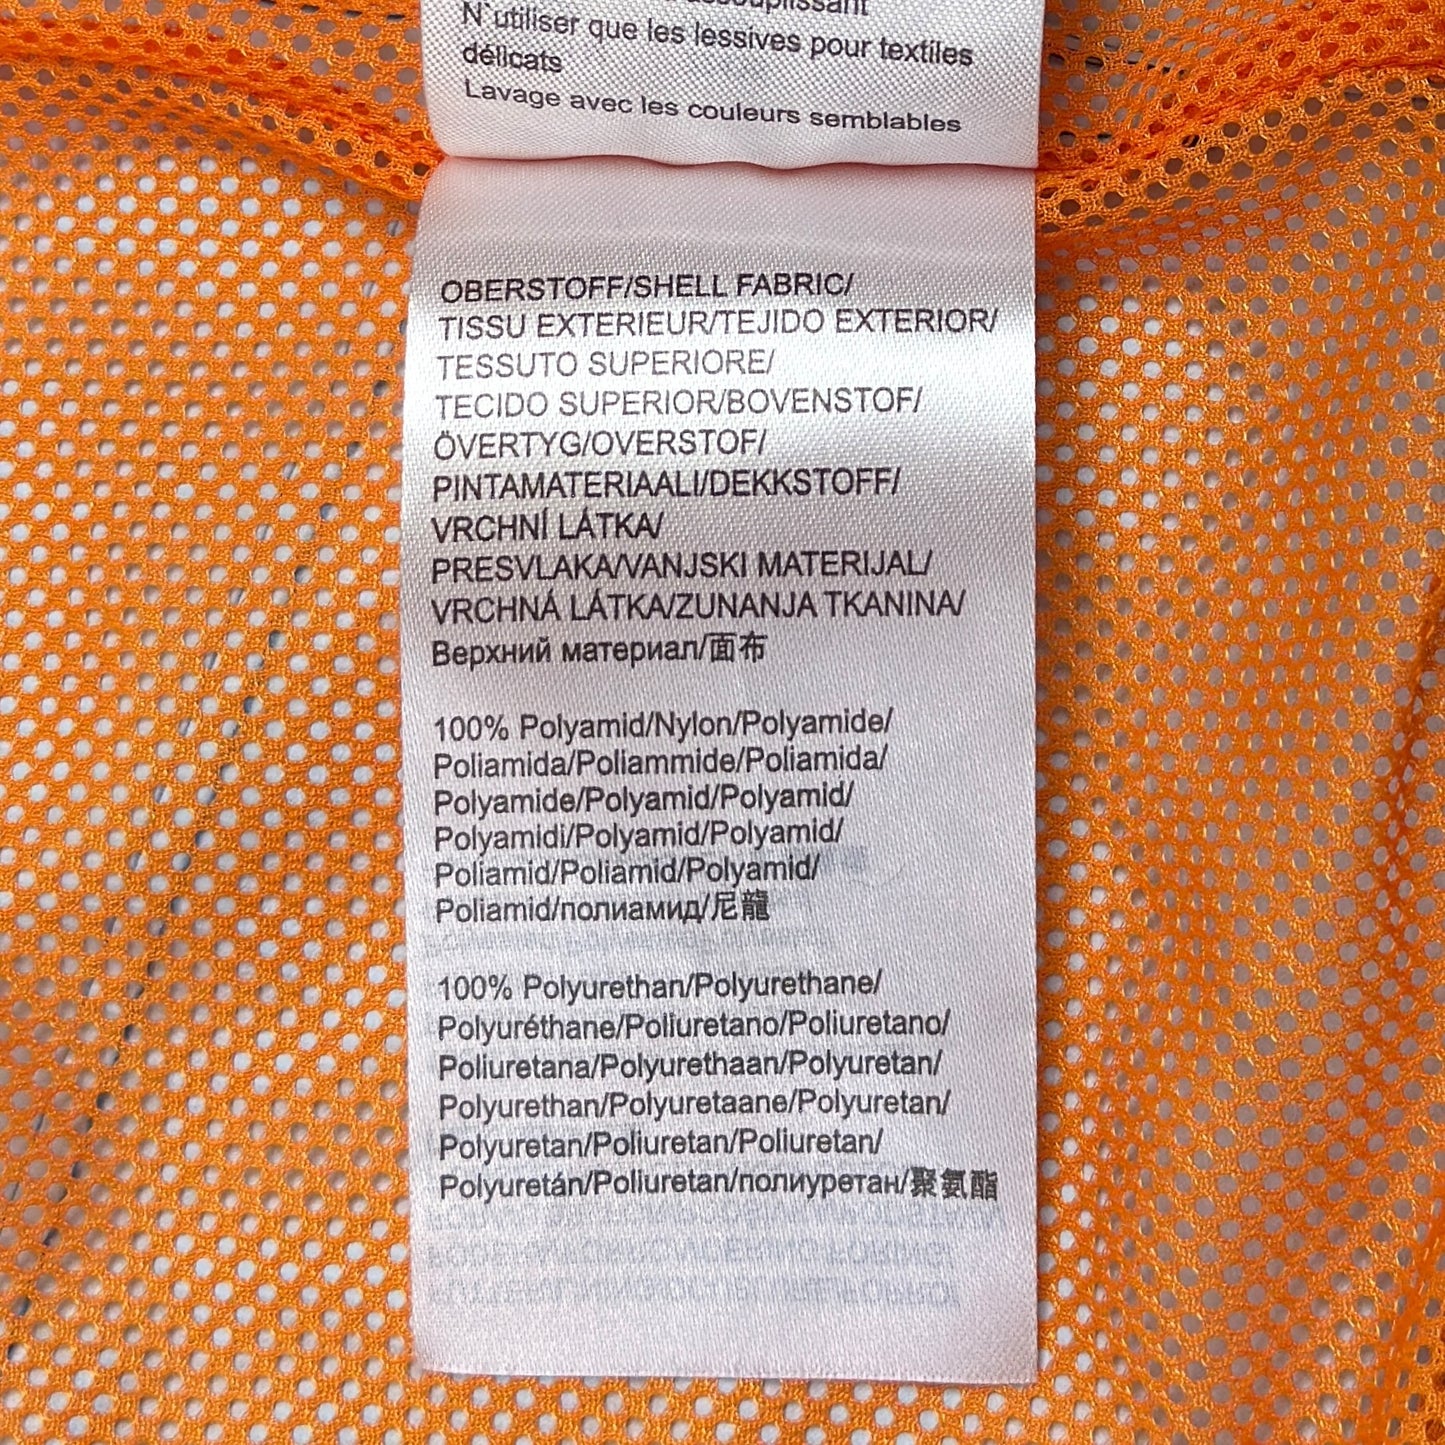 N`utiliser que les lessives pour textiles
délicats
Lavage avec les couleurs semblables
OBERSTOFF/SHELL FABRIC/
TISSU EXTERIEUR/TEJIDO EXTERIOR/
TESSUTO SUPERIORE/
TECIDO SUPERIOR/BOVENSTOF/
ÖVERTYG/OVERSTOF/
PINTAMATERIAALI/DEKKSTOFF/
VRCHNÍ LÁTKA/
PRESVLAKA/VANJSKI MATERIJAL/
VRCHNÁ LÁTKA/ZUNANJA TKANINA/
Верхний материал/面布
100% Polyamid/Nylon/Polyamide/
Poliamida/Poliammide/Poliamida/
Polyamide/Polyamid/Polyamid/
Polyamidi/Polyamid/Polyamid/
Poliamid/Poliamid/Polyamid/
Poliamid/полиамид/尼龍
100% Polyurethan/Polyurethane/
Polyuréthane/Poliuretano/Poliuretano/
Poliuretana/Polyurethaan/Polyuretan/
Polyurethan/Polyuretaane/Polyuretan/
Polyuretan/Poliuretan/Poliuretan/
Polyuretán/Poliuretan/полиуретан/聚氨酯